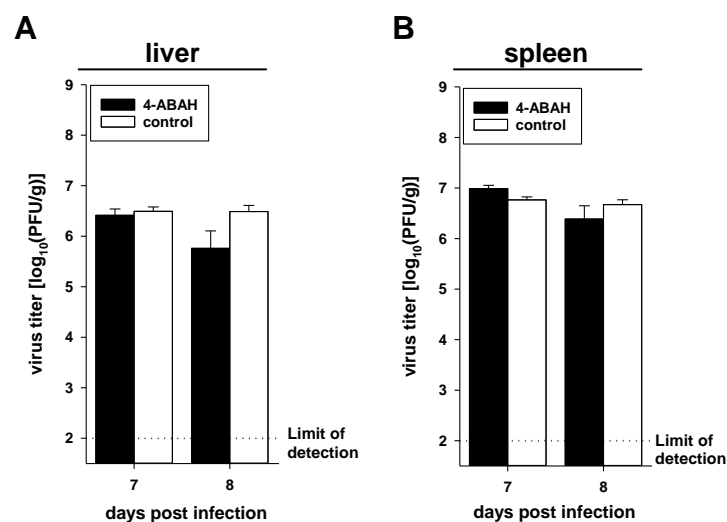 A
liver
9
8
7
6
5
4
3
2
virus titer [log10(PFU/g)]
4-ABAH
control
Limit of
detection
7 8
days post infection
B
spleen
9
8
7
6
5
4
3
2
virus titer [log10(PFU/g)]
4-ABAH
control
Limit of
detection
7 8
days post infection